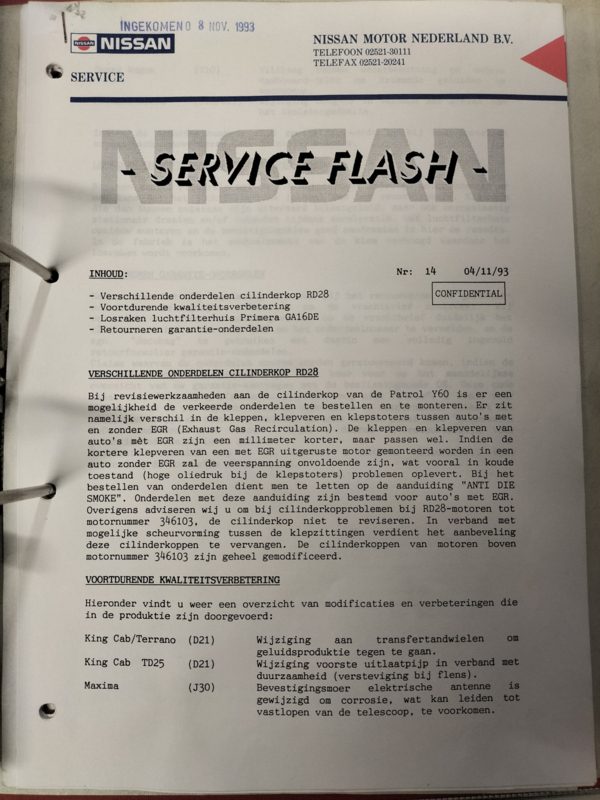 INGEKOMEN 0 8 NOV. 1993
NISSAN
SERVICE
NISSAN MOTOR NEDERLAND B.V.
TELEFOON 02521-30111
TELEFAX 02521-20241
NISSAN
- SERVICE FLASH -
INHOUD:
Nr: 14 04/11/93
CONFIDENTIAL
- Verschillende onderdelen cilinderkop RD28
- Voortdurende kwaliteitsverbetering
- Losraken luchtfilterhuis Primera GA16DE
- Retourneren garantie-onderdelen
VERSCHILLENDE ONDERDELEN CILINDERKOP RD28
Bij revisiewerkzaamheden aan de cilinderkop van de Patrol Y60 is er een
mogelijkheid de verkeerde onderdelen te bestellen en te monteren. Er zit
namelijk verschil in de kleppen, klepveren en klepstoters tussen auto's met
en zonder EGR (Exhaust Gas Recirculation). De kleppen en klepveren van
auto's mèt EGR zijn een millimeter korter, maar passen wel. Indien de
kortere klepveren van een met EGR uitgeruste motor gemonteerd worden in een
auto zonder EGR zal de veerspanning onvoldoende zijn, wat vooral in koude
toestand (hoge oliedruk bij de klepstoters) problemen oplevert. Bij het
bestellen van onderdelen dient men te letten op de aanduiding "ANTI DIE
SMOKE". Onderdelen met deze aanduiding zijn bestemd voor auto's met EGR.
Overigens adviseren wij u om bij cilinderkopproblemen bij RD28-motoren tot
motornummer 346103, de cilinderkop niet te reviseren. In verband met
mogelijke scheurvorming tussen de klepzittingen verdient het aanbeveling
deze cilinderkoppen te vervangen. De cilinderkoppen van motoren boven
motornummer 346103 zijn geheel gemodificeerd.
VOORTDURENDE KWALITEITSVERBETERING
Hieronder vindt u weer een overzicht van modificaties en verbeteringen die
in de produktie zijn doorgevoerd:
King Cab/Terrano (D21) Wijziging aan transfertandwielen om
geluidsproduktie tegen te gaan.
King Cab TD25 (D21) Wijziging voorste uitlaatpijp in verband met
duurzaamheid (versteviging bij flens).
Maxima (J30) Bevestigingsmoer elektrische antenne is
gewijzigd om corrosie, wat kan leiden tot
vastlopen van de telescoop, te voorkomen.